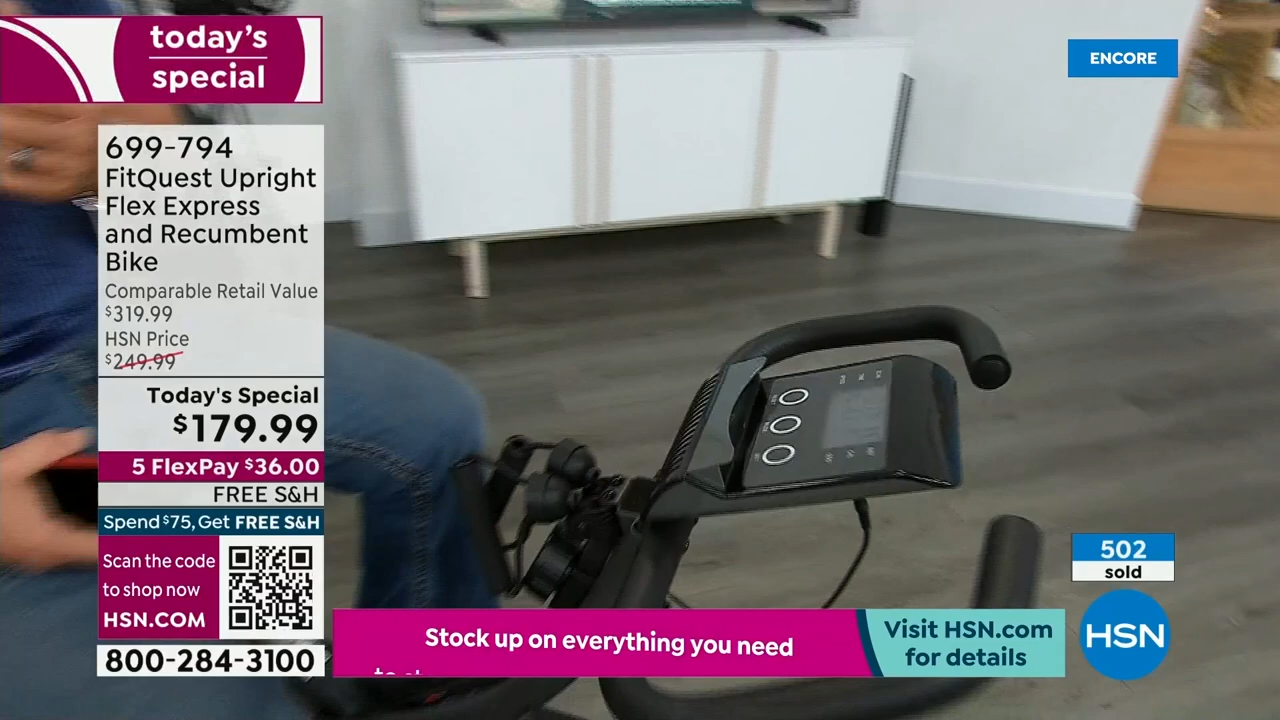 today's
special
ENCORE
699-794
FitQuest Upright
Flex Express
and Recumbent
Bike
Comparable Retail Value
$319.99
HSN Price
$249.99
Today's Special
$179.99
5 FlexPay $36.00
FREE S&H
Spend $75, Get FREE S&H
Scan the code
to shop now
HSN.COM
800-284-3100
Stock up on everything you need
Visit HSN.com
for details
502
sold
HSN